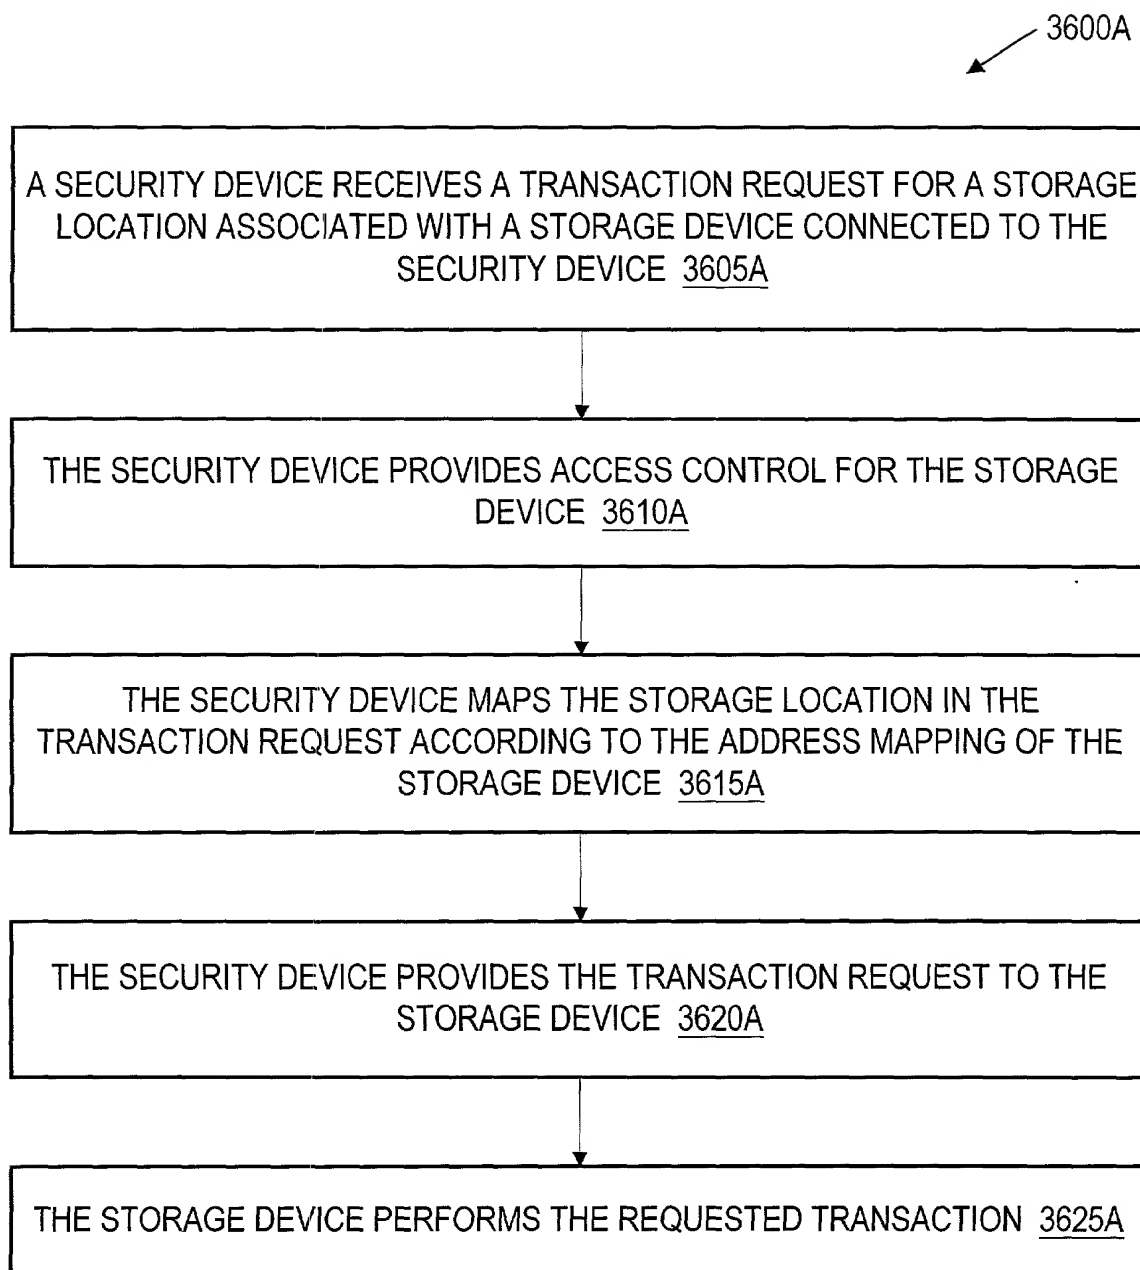 3600A
A SECURITY DEVICE RECEIVES A TRANSACTION REQUEST FOR A STORAGE
LOCATION ASSOCIATED WITH A STORAGE DEVICE CONNECTED TO THE
SECURITY DEVICE 3605A
THE SECURITY DEVICE PROVIDES ACCESS CONTROL FOR THE STORAGE
DEVICE 3610A
THE SECURITY DEVICE MAPS THE STORAGE LOCATION IN THE
TRANSACTION REQUEST ACCORDING TO THE ADDRESS MAPPING OF THE
STORAGE DEVICE 3615A
THE SECURITY DEVICE PROVIDES THE TRANSACTION REQUEST TO THE
STORAGE DEVICE 3620A
THE STORAGE DEVICE PERFORMS THE REQUESTED TRANSACTION 3625A